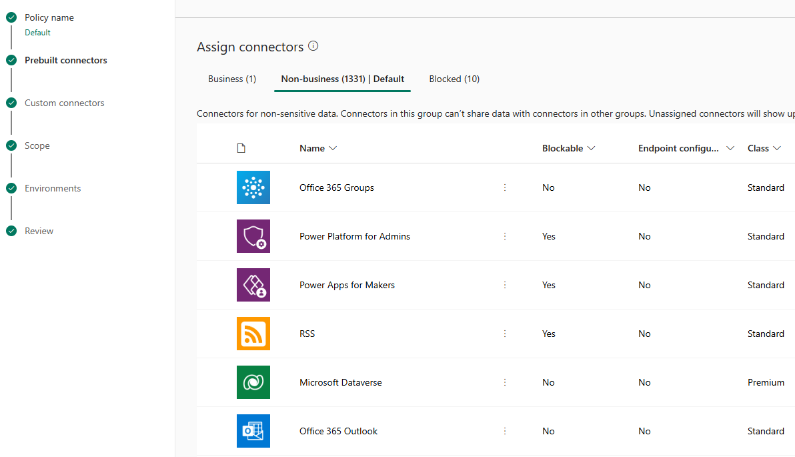 Policy name
Default
Prebuilt connectors
Custom connectors
Scope
Environments
Review
Assign connectors
Business (1) Non-business (1331) | Default Blocked (10)
Connectors for non-sensitive data. Connectors in this group can't share data with connectors in other groups. Unassigned connectors will show up
Name Blockable Endpoint configu... Class
Office 365 Groups No No Standard
Power Platform for Admins Yes No Standard
Power Apps for Makers Yes No Standard
RSS Yes No Standard
Microsoft Dataverse No No Premium
Office 365 Outlook No No Standard